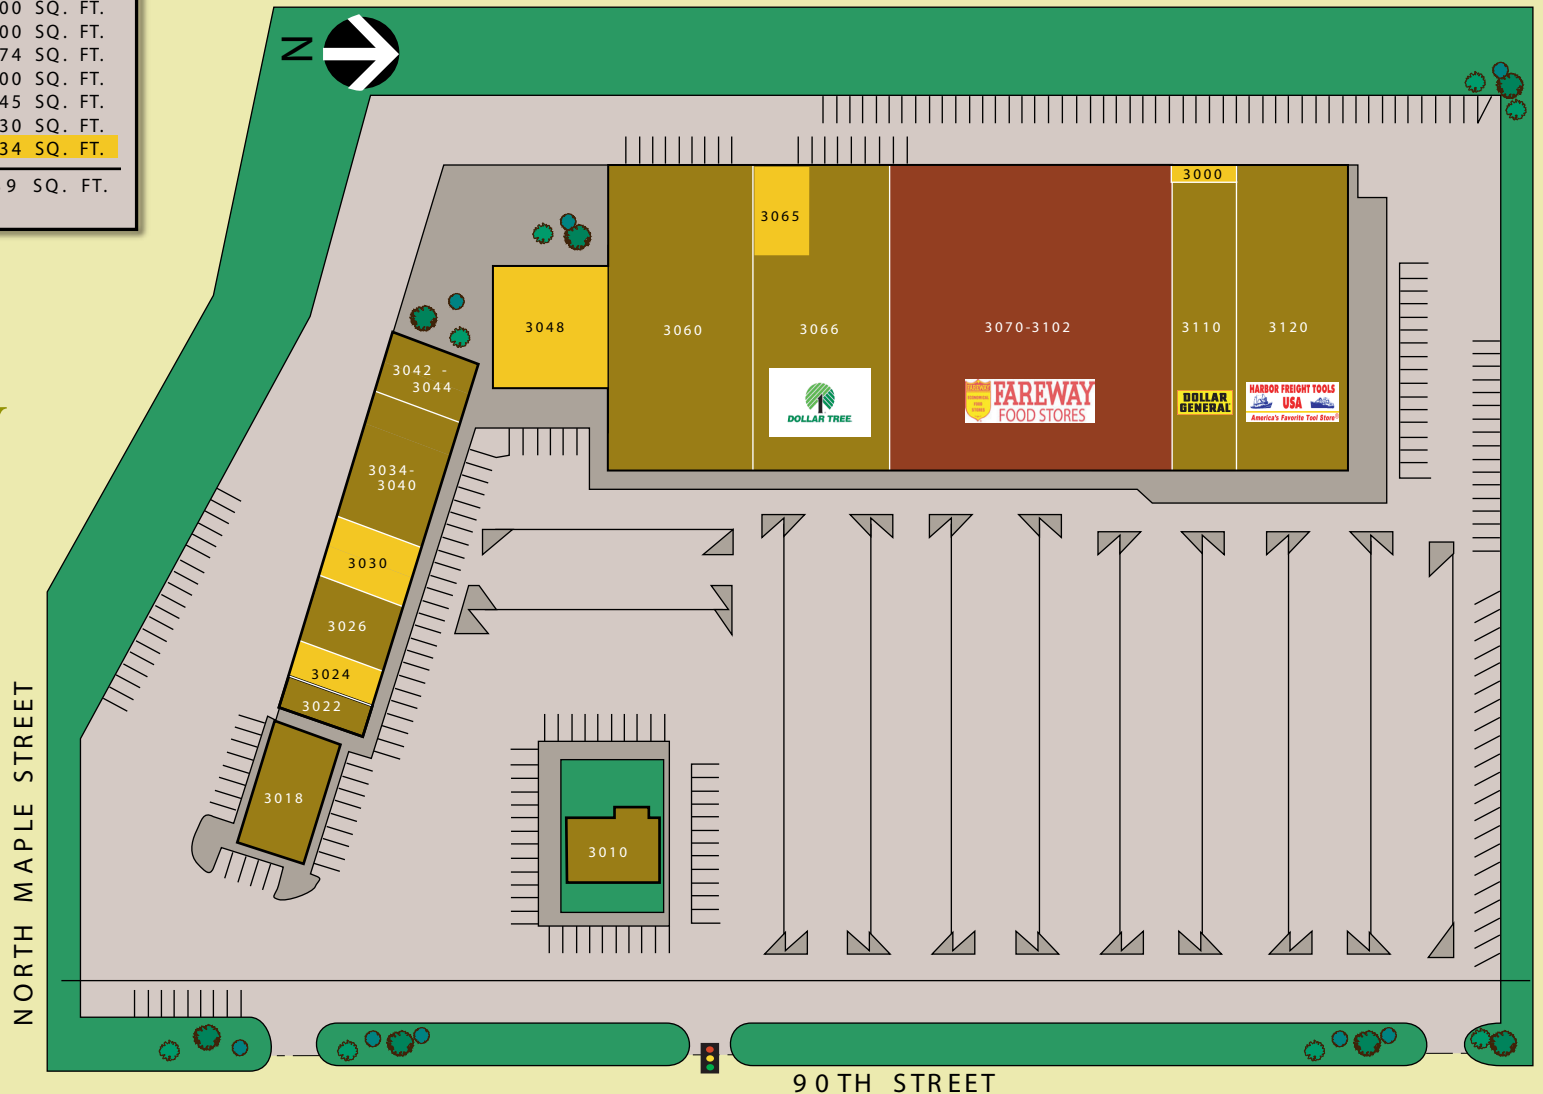 00 SQ. FT.
00 SQ. FT.
74 SQ. FT.
00 SQ. FT.
45 SQ. FT.
30 SQ. FT.
34 SQ. FT.
9 SQ. FT.
N
3000
3065
3048
3060
3066
3070-3102
3110
3120
DOLLAR TREE
FAREWAY
FOOD STORES
DOLLAR
GENERAL
HARBOR FREIGHT TOOLS
USA
America's Favorite Tool Store
3042 -
3044
3034-
3040
3030
3026
3024
3022
3018
3010
NORTH MAPLE STREET
90TH STREET